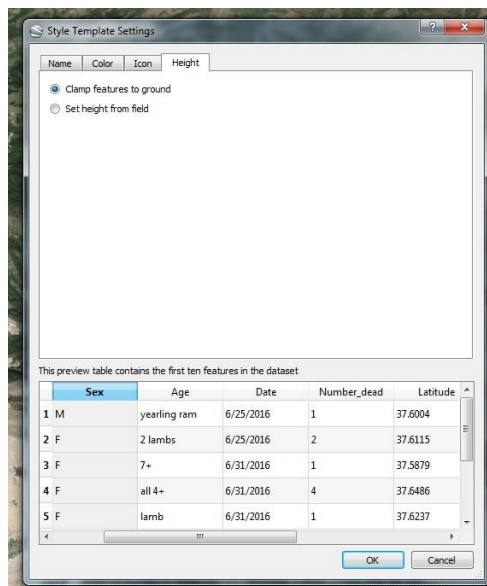 Style Template Settings
Name Color Icon Height
Clamp features to ground
Set height from field
This preview table contains the first ten features in the dataset
Sex Age Date Number_dead Latitude
1 M yearling ram 6/25/2016 1 37.6004
2 F 2 lambs 6/25/2016 2 37.6115
3 F 7+ 6/31/2016 1 37.5879
4 F all 4+ 6/31/2016 4 37.6486
5 F lamb 6/31/2016 1 37.6237
OK Cancel